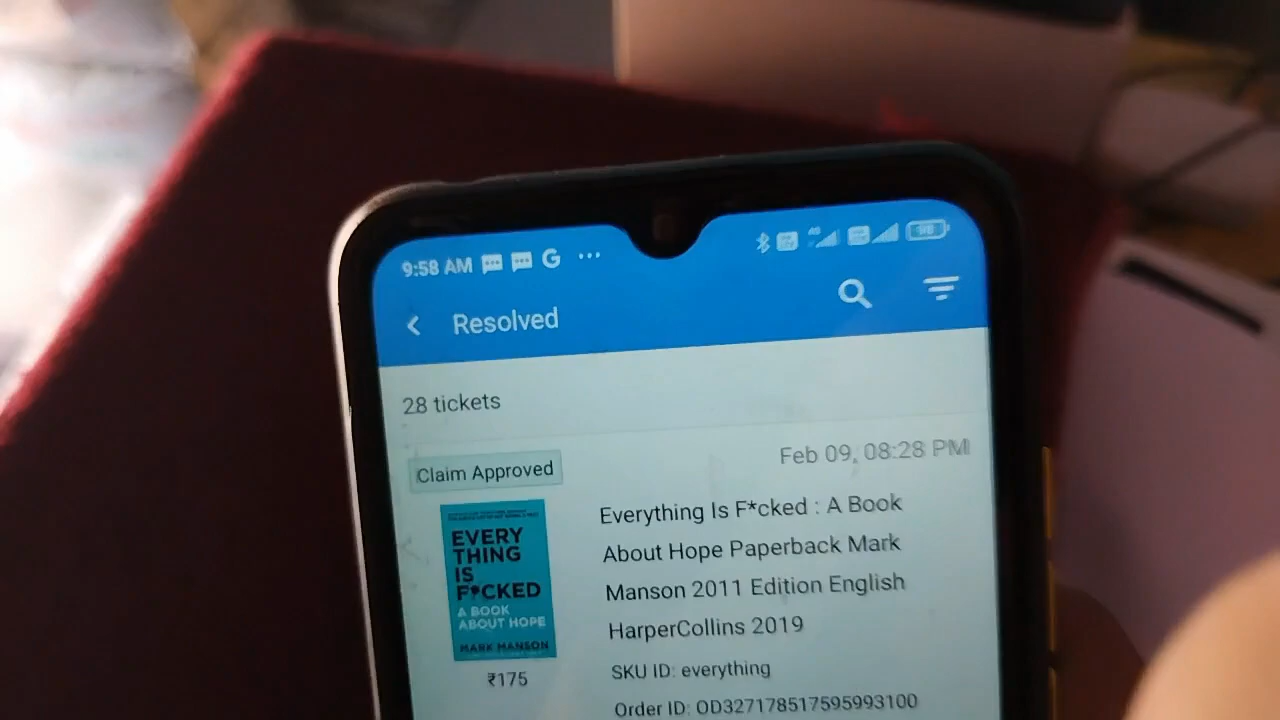 9:58 AM
Resolved
28 tickets
Claim Approved
Feb 09, 08:28 PM
EVERY
THING
IS
F*CKED
A BOOK
ABOUT HOPE
MARK MANSON
₹175
Everything Is F*cked : A Book
About Hope Paperback Mark
Manson 2011 Edition English
HarperCollins 2019
SKU ID: everything
Order ID: OD327178517595993100